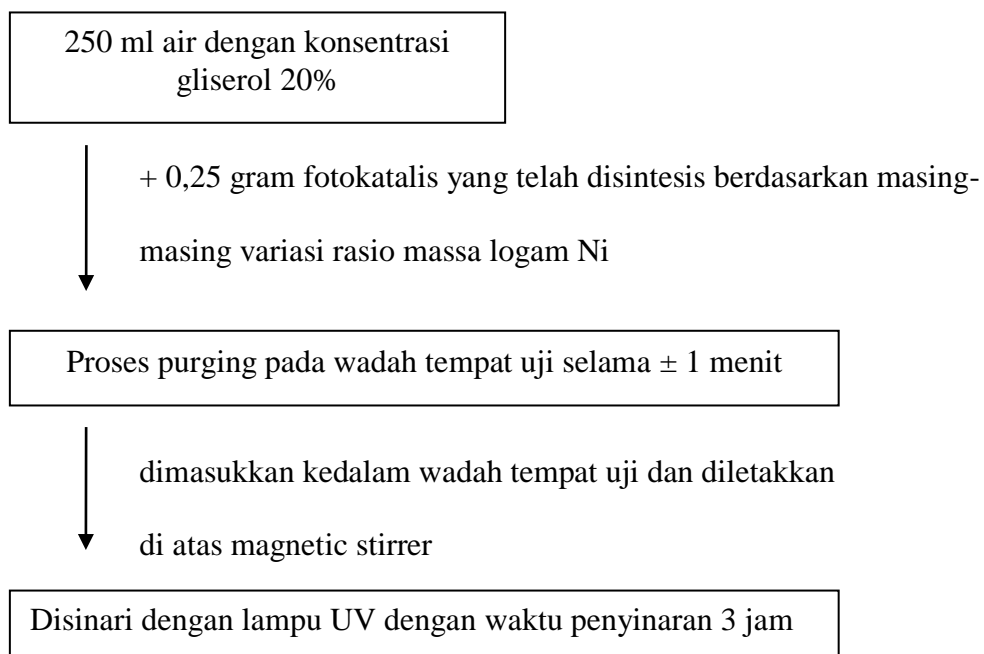 250 ml air dengan konsentrasi
gliserol 20%
+ 0,25 gram fotokatalis yang telah disintesis berdasarkan masing-
masing variasi rasio massa logam Ni
Proses purging pada wadah tempat uji selama ± 1 menit
dimasukkan kedalam wadah tempat uji dan diletakkan
di atas magnetic stirrer
Disinari dengan lampu UV dengan waktu penyinaran 3 jam